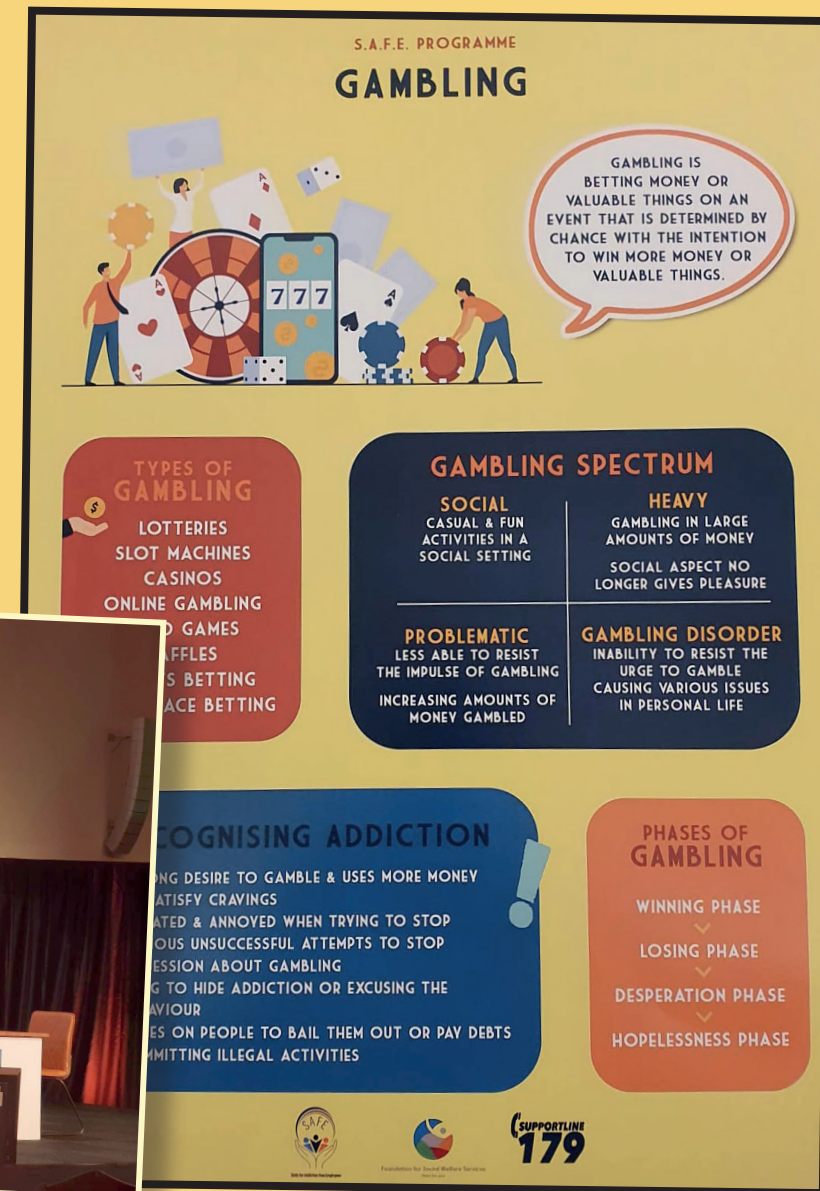 S.A.F.E. PROGRAMME
GAMBLING
GAMBLING IS
BETTING MONEY OR
VALUABLE THINGS ON AN
EVENT THAT IS DETERMINED BY
CHANCE WITH THE INTENTION
TO WIN MORE MONEY OR
VALUABLE THINGS.
A
A
A
777
$
TYPES OF
GAMBLING
LOTTERIES
SLOT MACHINES
CASINOS
ONLINE GAMBLING
GAMES
BETTING
BETTING
GAMBLING SPECTRUM
SOCIAL
CASUAL & FUN
ACTIVITIES IN A
SOCIAL SETTING
HEAVY
GAMBLING IN LARGE
AMOUNTS OF MONEY
SOCIAL ASPECT NO
LONGER GIVES PLEASURE
PROBLEMATIC
LESS ABLE TO RESIST
THE IMPULSE OF GAMBLING
INCREASING AMOUNTS OF
MONEY GAMBLED
GAMBLING DISORDER
INABILITY TO RESIST THE
URGE TO GAMBLE
CAUSING VARIOUS ISSUES
IN PERSONAL LIFE
COGNISING ADDICTION
NG DESIRE TO GAMBLE & USES MORE MONEY
ATISFY CRAVINGS
ATED & ANNOYED WHEN TRYING TO STOP
OUS UNSUCCESSFUL ATTEMPTS TO STOP
ESSION ABOUT GAMBLING
G TO HIDE ADDICTION OR EXCUSING THE
AVIOUR
ES ON PEOPLE TO BAIL THEM OUT OR PAY DEBTS
MMITTING ILLEGAL ACTIVITIES
PHASES OF
GAMBLING
WINNING PHASE
LOSING PHASE
DESPERATION PHASE
HOPELESSNESS PHASE
SAFE
Foundation for Social Welfare Services
SUPPORTLINE
179